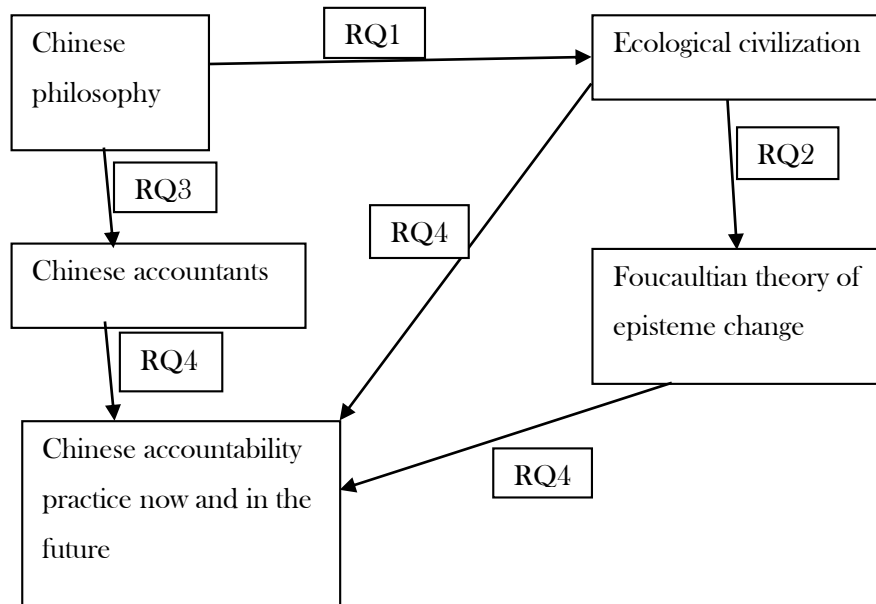 Chinese
philosophy
RQ1
Ecological civilization
RQ2
RQ3
RQ4
Chinese accountants
Foucaultian theory of
episteme change
RQ4
Chinese accountability
practice now and in the
future
RQ4